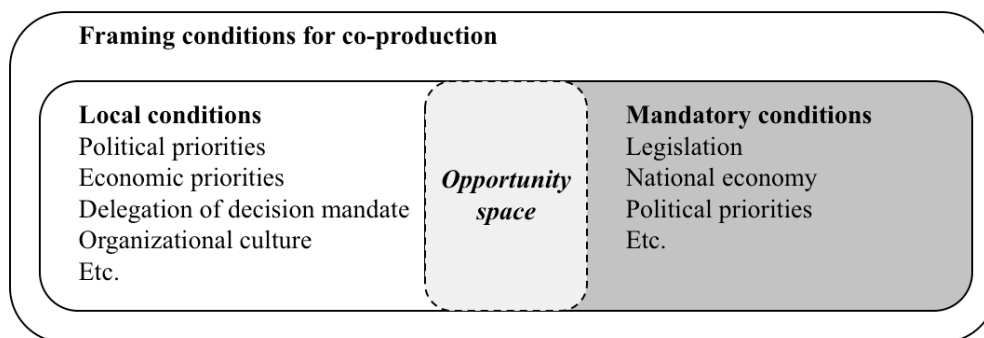 Framing conditions for co-production
Local conditions
Political priorities
Economic priorities
Delegation of decision mandate
Organizational culture
Etc.
Opportunity
space
Mandatory conditions
Legislation
National economy
Political priorities
Etc.